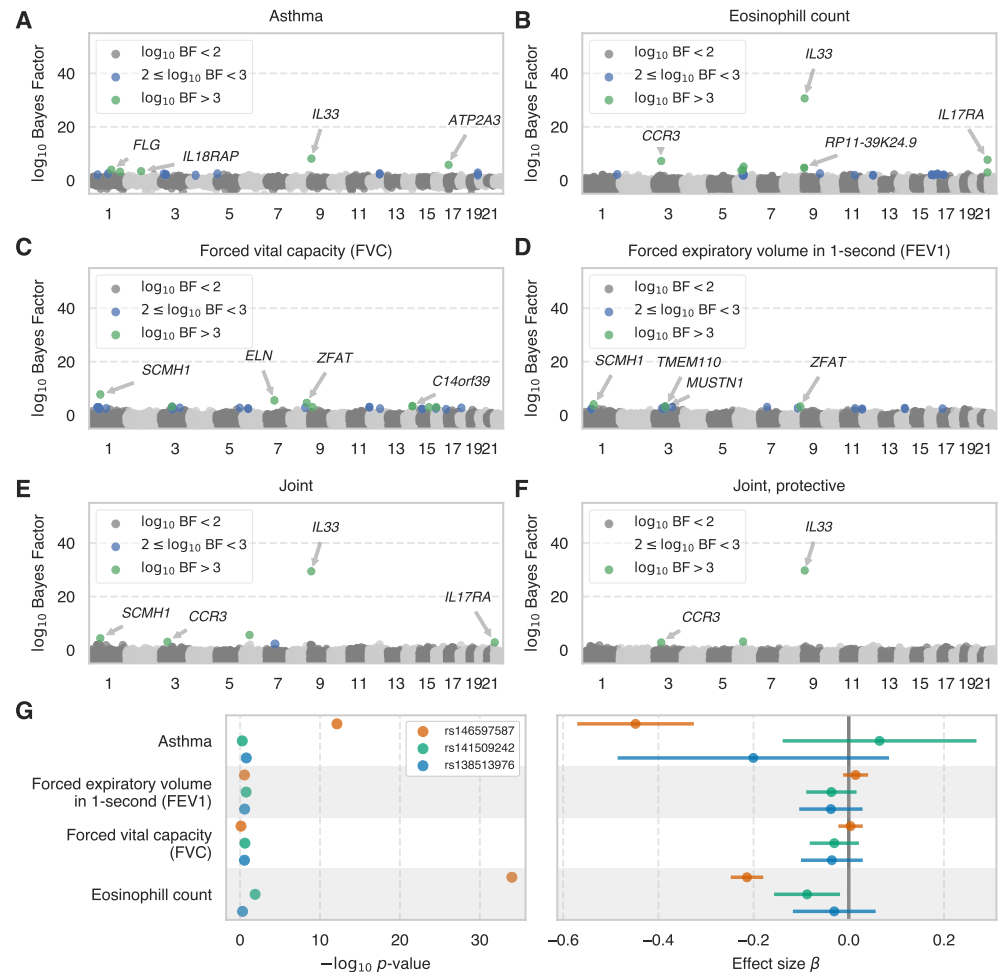 A
Asthma
log₁₀ Bayes Factor
40
20
0
log₁₀ BF < 2
2 ≤ log₁₀ BF < 3
log₁₀ BF > 3
FLG
IL18RAP
IL33
ATP2A3
1 3 5 7 9 11 13 15 17 19 21
B
Eosinophill count
log₁₀ Bayes Factor
40
20
0
log₁₀ BF < 2
2 ≤ log₁₀ BF < 3
log₁₀ BF > 3
IL33
CCR3
RP11-39K24.9
IL17RA
1 3 5 7 9 11 13 15 17 19 21
C
Forced vital capacity (FVC)
log₁₀ Bayes Factor
40
20
0
log₁₀ BF < 2
2 ≤ log₁₀ BF < 3
log₁₀ BF > 3
SCMH1
ELN
ZFAT
C14orf39
1 3 5 7 9 11 13 15 17 19 21
D
Forced expiratory volume in 1-second (FEV1)
log₁₀ Bayes Factor
40
20
0
log₁₀ BF < 2
2 ≤ log₁₀ BF < 3
log₁₀ BF > 3
SCMH1
TMEM110
MUSTN1
ZFAT
1 3 5 7 9 11 13 15 17 19 21
E
Joint
log₁₀ Bayes Factor
40
20
0
log₁₀ BF < 2
2 ≤ log₁₀ BF < 3
log₁₀ BF > 3
IL33
SCMH1
CCR3
IL17RA
1 3 5 7 9 11 13 15 17 19 21
F
Joint, protective
log₁₀ Bayes Factor
40
20
0
log₁₀ BF < 2
2 ≤ log₁₀ BF < 3
log₁₀ BF > 3
IL33
CCR3
1 3 5 7 9 11 13 15 17 19 21
G
Asthma
Forced expiratory volume
in 1-second (FEV1)
Forced vital capacity
(FVC)
Eosinophill count
rs146597587
rs141509242
rs138513976
0 10 20 30
−log₁₀ p-value
−0.6 −0.4 −0.2 0.0 0.2
Effect size β